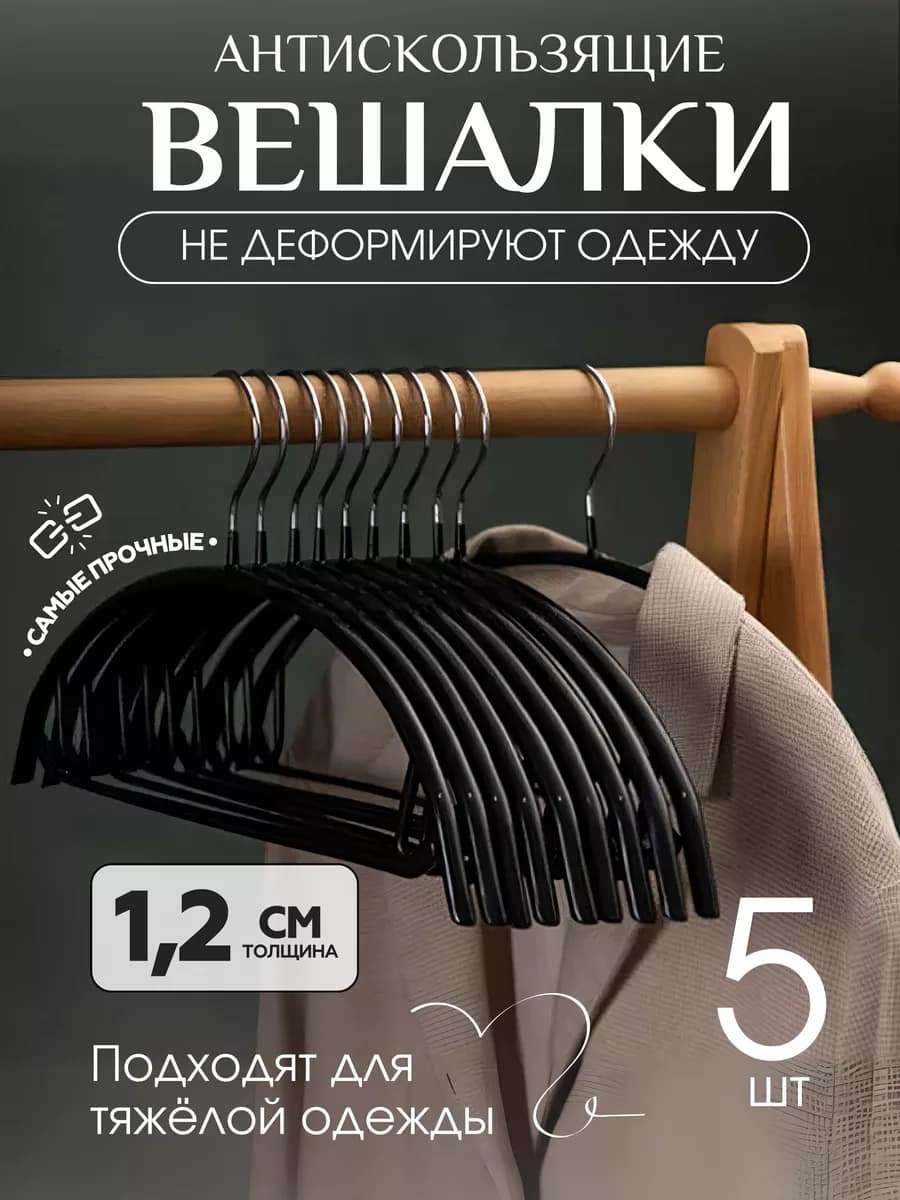 АНТИСКОЛЬЗЯЩИЕ
ВЕШАЛКИ
НЕ ДЕФОРМИРУЮТ ОДЕЖДУ
• САМЫЕ ПРОЧНЫЕ •
1,2 СМ
ТОЛЩИНА
5
ШТ
Подходят для
тяжёлой одежды